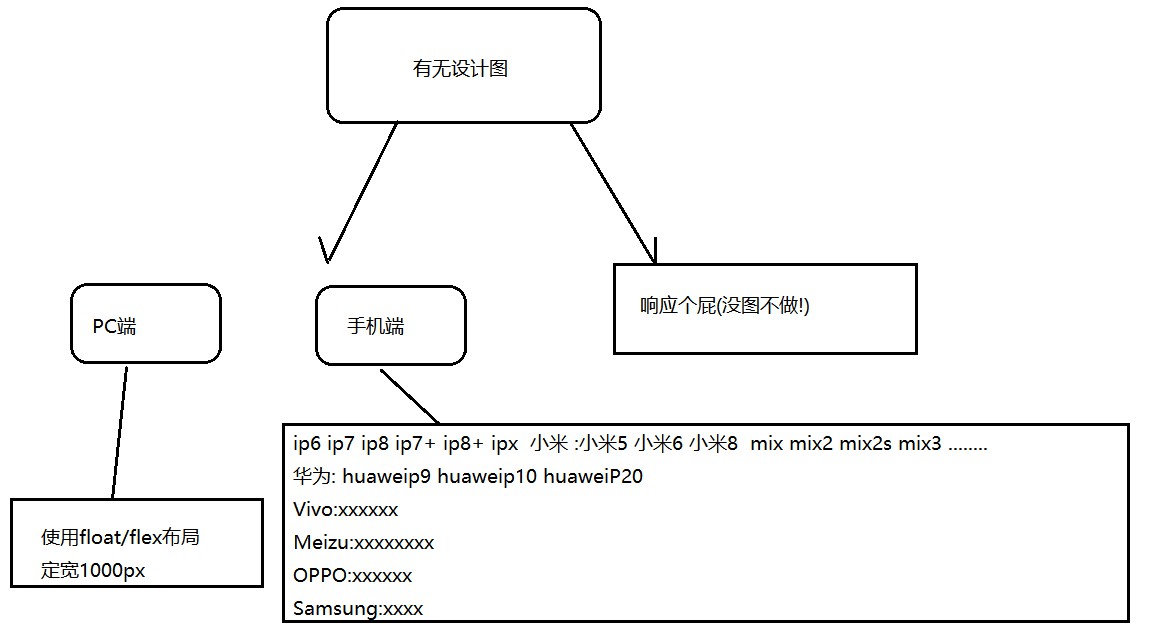 有无设计图
响应个屁(没图不做!)
PC端
手机端
ip6 ip7 ip8 ip7+ ip8+ ipx 小米 :小米5 小米6 小米8 mix mix2 mix2s mix3 ........
华为: huaweip9 huaweip10 huaweiP20
Vivo:xxxxxx
Meizu:xxxxxxxx
OPPO:xxxxxx
Samsung:xxxx
使用float/flex布局
定宽1000px